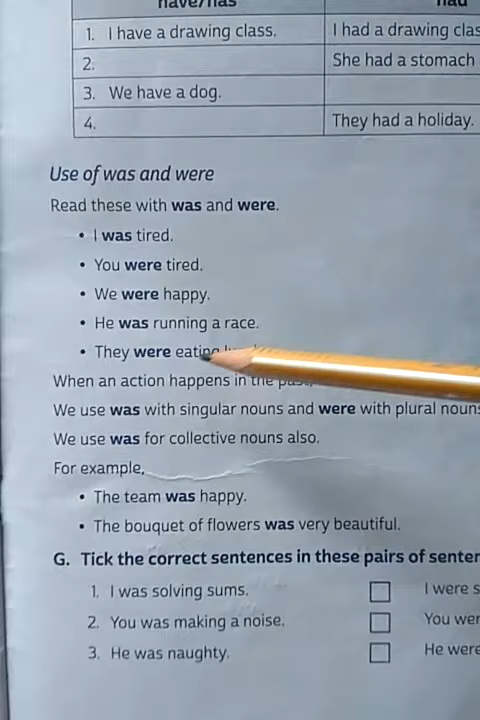 have/has had
1. I have a drawing class. I had a drawing clas
2. She had a stomach
3. We have a dog.
4. They had a holiday.
Use of was and were
Read these with was and were.
• I was tired.
• You were tired.
• We were happy.
• He was running a race.
• They were eating
When an action happens in the past,
We use was with singular nouns and were with plural nouns
We use was for collective nouns also.
For example,
• The team was happy.
• The bouquet of flowers was very beautiful.
G. Tick the correct sentences in these pairs of senten
1. I was solving sums. I were s
2. You was making a noise. You wer
3. He was naughty. He were